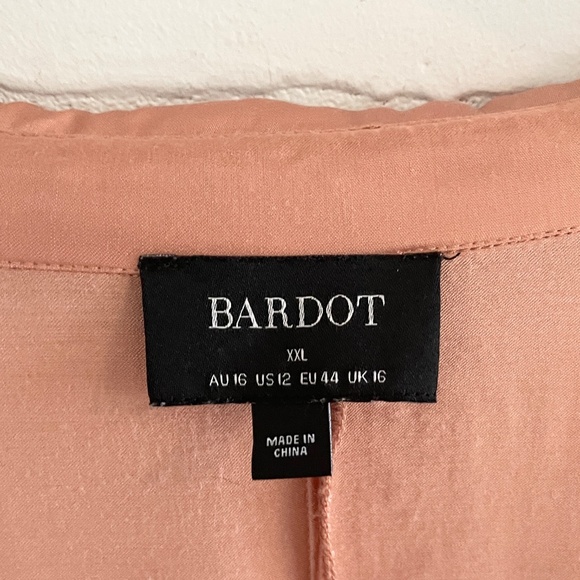 BARDOT
XXL
AU 16 US 12 EU 44 UK 16
MADE IN
CHINA